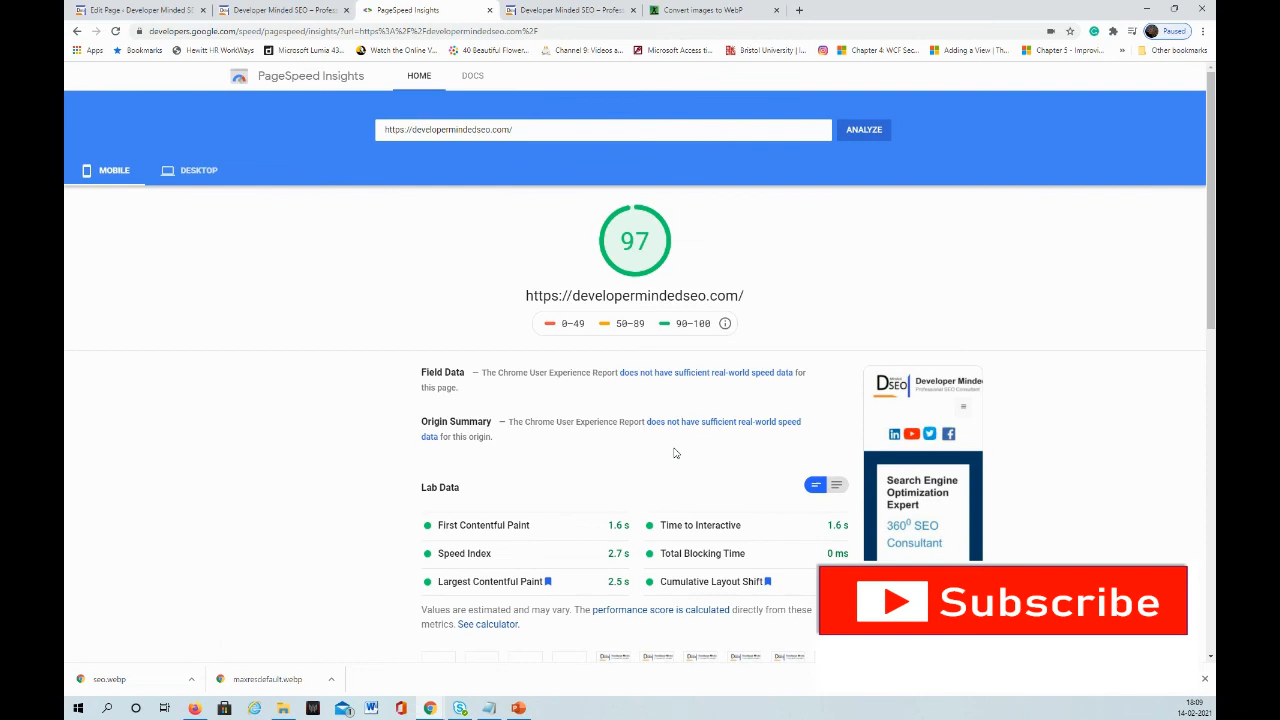 Edit Page ‹ Developer Minded SE
Developer Minded SEO – Profess
PageSpeed Insights
Developer Minded SEO – Profess
Convert images to WebP
developers.google.com/speed/pagespeed/insights/?url=https%3A%2F%2Fdevelopermindedseo.com%2F
Paused
Apps
Hewitt HR WorkWays
Microsoft Lumia 43...
Watch the Online V...
40 Beautiful Flower...
Channel 9: Videos a...
Microsoft Access tia...
Bristol University | L...
Chapter 4: WCF Sec...
Adding a View | Th...
Chapter 5 - Improvi...
Other bookmarks
PageSpeed Insights
HOME
DOCS
https://developermindedseo.com/
ANALYZE
MOBILE
DESKTOP
97
https://developermindedseo.com/
0–49 50–89 90–100
Field Data — The Chrome User Experience Report does not have sufficient real-world speed data for
this page.
Origin Summary — The Chrome User Experience Report does not have sufficient real-world speed
data for this origin.
DSEO
Developer Minde
Professional SEO Consultant
Search Engine
Optimization
Expert
360⁰ SEO
Consultant
Lab Data
First Contentful Paint 1.6 s
Time to Interactive 1.6 s
Speed Index 2.7 s
Total Blocking Time 0 ms
Largest Contentful Paint 2.5 s
Cumulative Layout Shift
Values are estimated and may vary. The performance score is calculated directly from these
metrics. See calculator.
Subscribe
seo.webp
maxresdefault.webp
18:09
14-02-2021